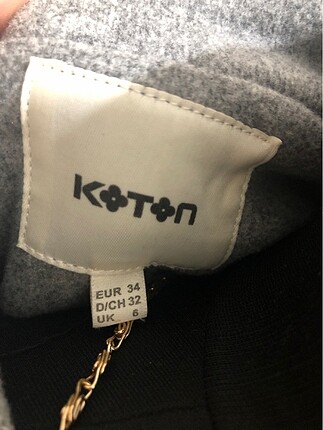 KOTON
EUR 34
D/CH 32
UK 6